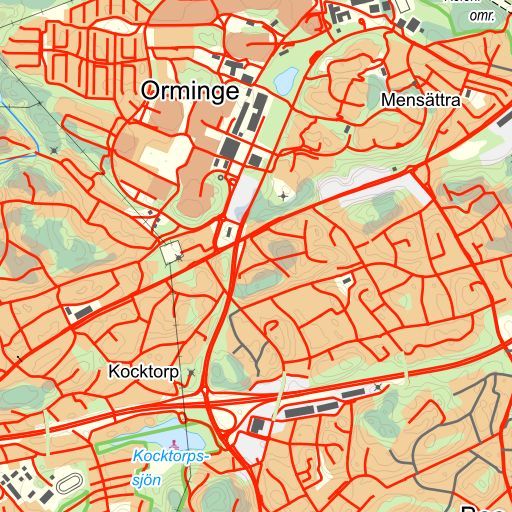 omr.
Orminge
Mensättra
Kocktorp
Kocktorps-
sjön